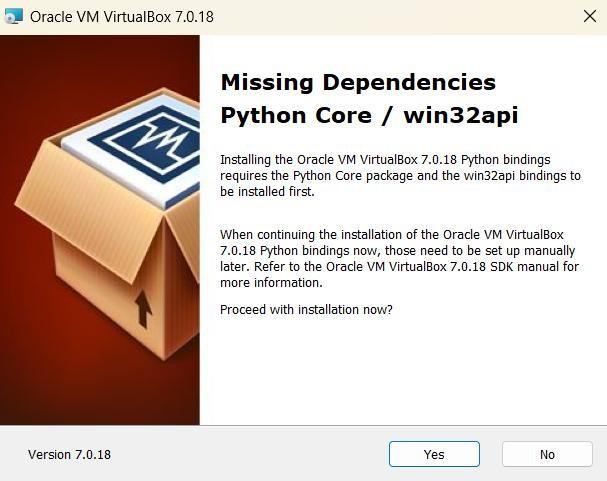 Oracle VM VirtualBox 7.0.18
Missing Dependencies
Python Core / win32api
Installing the Oracle VM VirtualBox 7.0.18 Python bindings
requires the Python Core package and the win32api bindings to
be installed first.
When continuing the installation of the Oracle VM VirtualBox
7.0.18 Python bindings now, those need to be set up manually
later. Refer to the Oracle VM VirtualBox 7.0.18 SDK manual for
more information.
Proceed with installation now?
Version 7.0.18
Yes
No